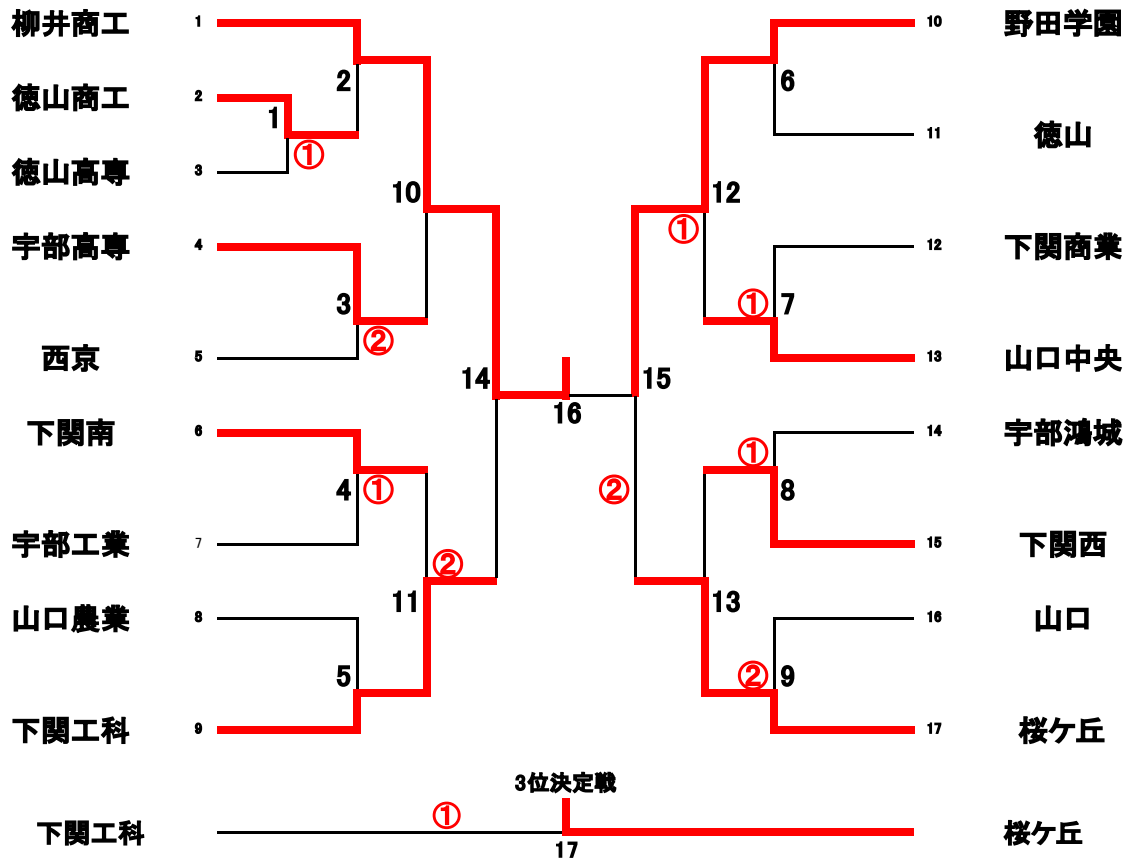 柳井商工 1 10 野田学園
2 6
徳山商工 2
1
① 11 徳山
徳山高専 3
10 12
①
宇部高専 4 12 下関商業
3 ① 7
②
西京 5 13 山口中央
14 15
16
下関南 6 14 宇部鴻城
①
4 ① ② 8
宇部工業 7 15 下関西
②
11 13
山口農業 8 16 山口
5 ② 9
下関工科 9 17 桜ケ丘
3位決定戦
①
下関工科 桜ケ丘
17